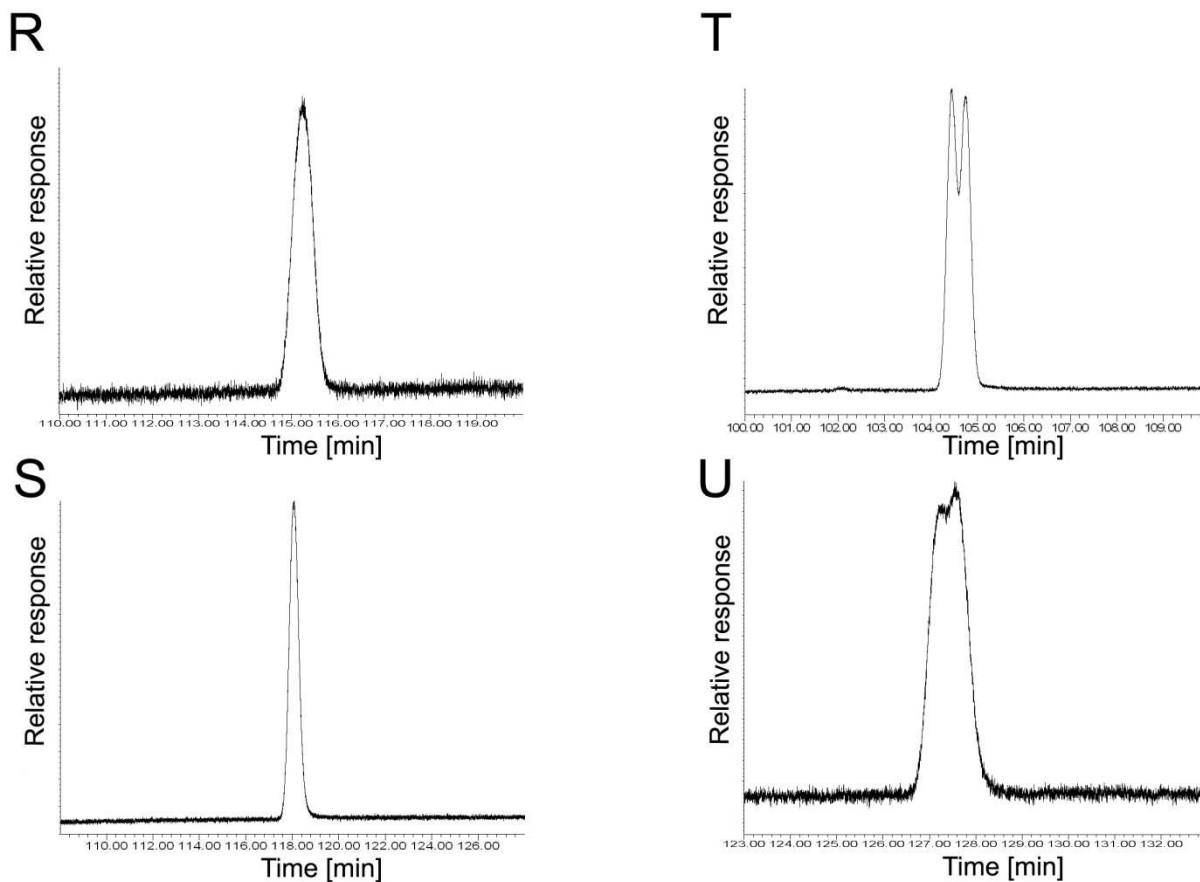 R
Relative response
110.00 111.00 112.00 113.00 114.00 115.00 116.00 117.00 118.00 119.00
Time [min]
T
Relative response
100.00 101.00 102.00 103.00 104.00 105.00 106.00 107.00 108.00 109.00
Time [min]
S
Relative response
110.00 112.00 114.00 116.00 118.00 120.00 122.00 124.00 126.00
Time [min]
U
Relative response
123.00 124.00 125.00 126.00 127.00 128.00 129.00 130.00 131.00 132.00
Time [min]